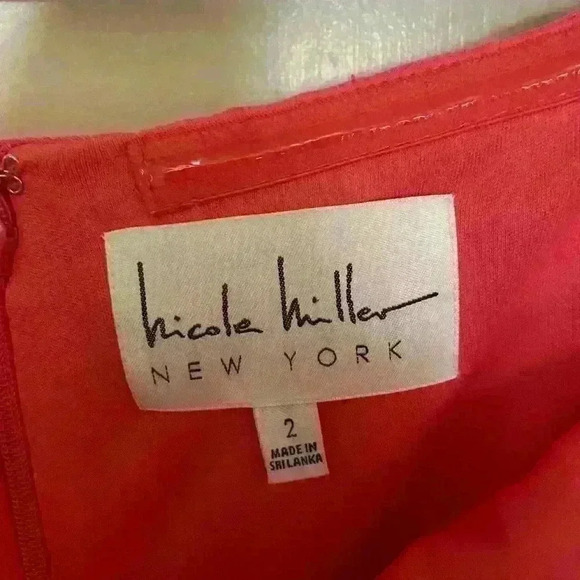 nicole miller
NEW YORK
2
MADE IN
SRI LANKA